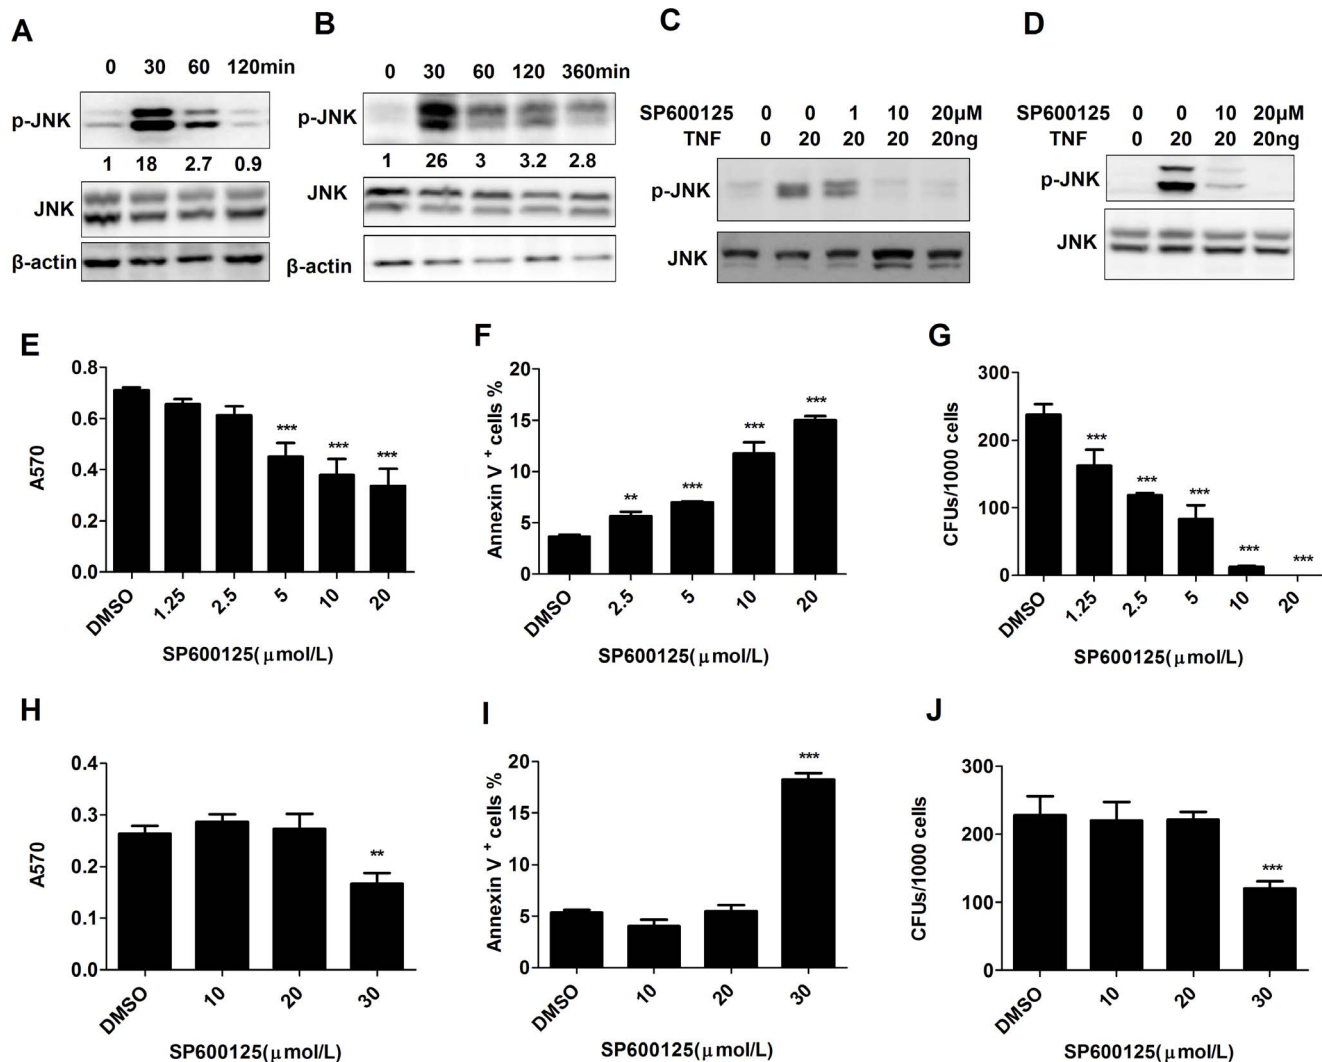 A
0 30 60 120min
p-JNK
1 18 2.7 0.9
JNK
β-actin
B
0 30 60 120 360min
p-JNK
1 26 3 3.2 2.8
JNK
β-actin
C
SP600125 0 0 1 10 20μM
TNF 0 20 20 20 20ng
p-JNK
JNK
D
0 0 10 20μM
0 20 20 20ng
p-JNK
JNK
E
0.8
0.6
0.4
0.2
0.0
A570
*** *** ***
DMSO 1.25 2.5 5 10 20
SP600125(μmol/L)
F
20
15
10
5
0
Annexin V + cells %
** *** *** ***
DMSO 2.5 5 10 20
SP600125(μmol/L)
G
300
200
100
0
CFUs/1000 cells
*** *** *** *** ***
DMSO 1.25 2.5 5 10 20
SP600125(μmol/L)
H
0.4
0.3
0.2
0.1
0.0
A570
**
DMSO 10 20 30
SP600125(μmol/L)
I
20
15
10
5
0
Annexin V + cells %
***
DMSO 10 20 30
SP600125(μmol/L)
J
300
200
100
0
CFUs/1000 cells
***
DMSO 10 20 30
SP600125(μmol/L)